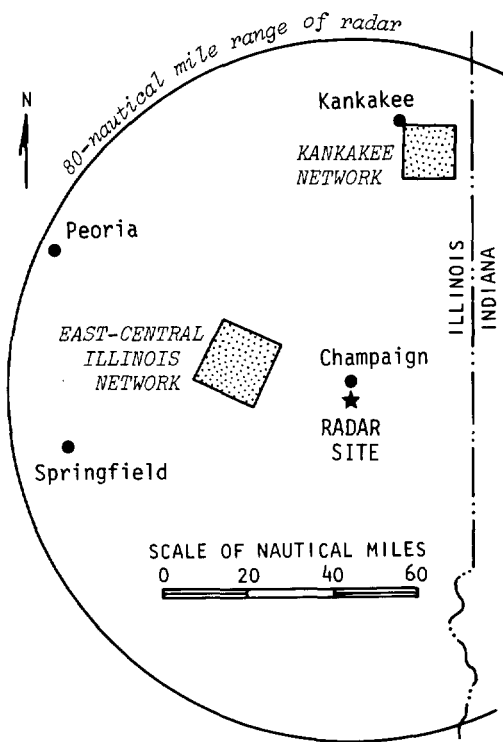 80-nautical mile range of radar
N
Kankakee
KANKAKEE
NETWORK
Peoria
ILLINOIS
INDIANA
EAST-CENTRAL
ILLINOIS
NETWORK
Champaign
RADAR
SITE
Springfield
SCALE OF NAUTICAL MILES
0 20 40 60